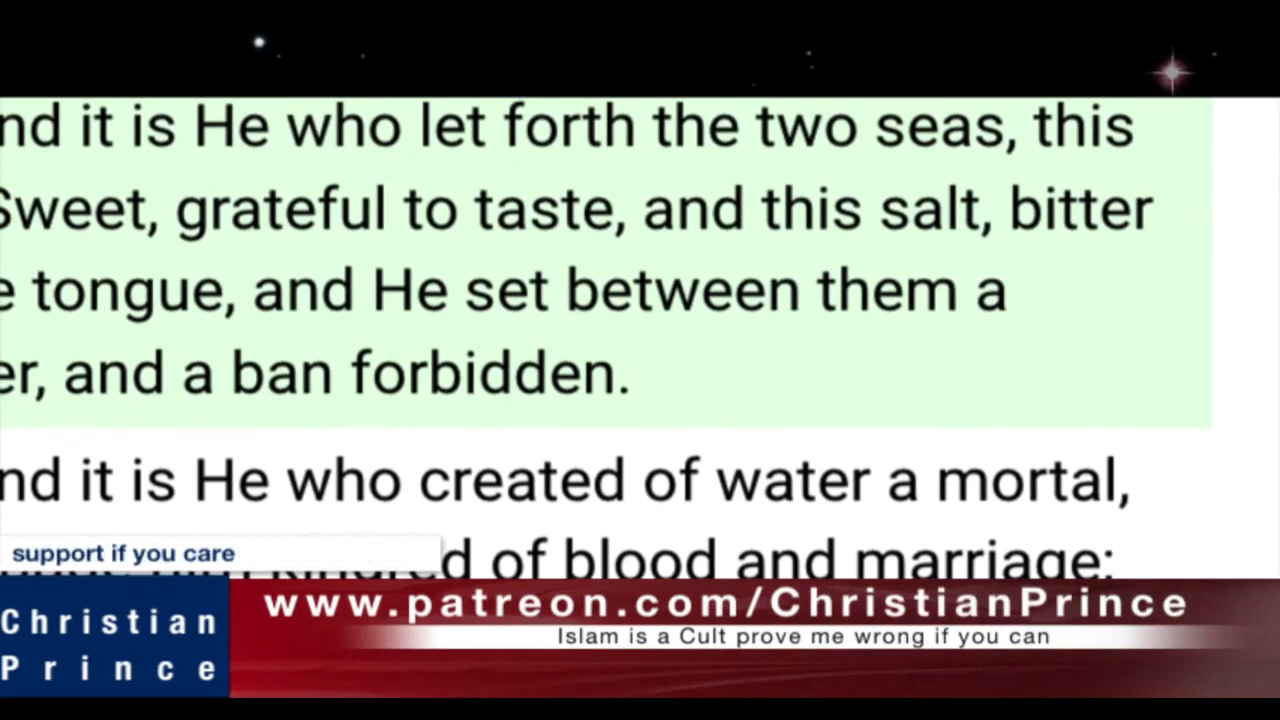 nd it is He who let forth the two seas, this
Sweet, grateful to taste, and this salt, bitter
e tongue, and He set between them a
er, and a ban forbidden.
nd it is He who created of water a mortal,
kindred of blood and marriage;
support if you care
www.patreon.com/ChristianPrince
Islam is a Cult prove me wrong if you can
Christian
Prince